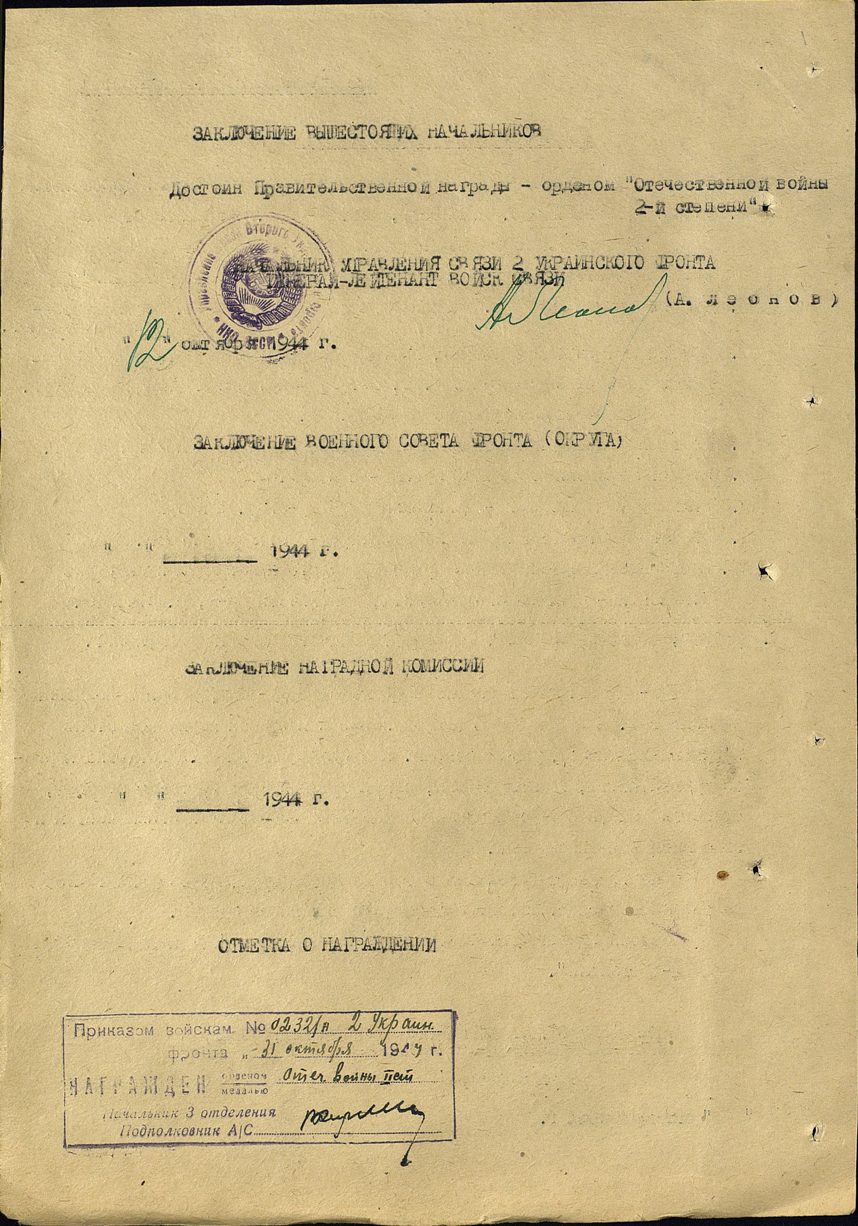 ЗАКЛЮЧЕНИЕ ВЫШЕСТОЯЩИХ НАЧАЛЬНИКОВ
Достоин Правительственной награды - орденом "Отечественной войны
2-й степени".
НАЧАЛЬНИК УПРАВЛЕНИЯ СВЯЗИ 2 УКРАИНСКОГО ФРОНТА
ГЕНЕРАЛ-ЛЕЙТЕНАНТ ВОЙСК СВЯЗИ
(А. Леонов)
"12" октября 1944 г.
ЗАКЛЮЧЕНИЕ ВОЕННОГО СОВЕТА ФРОНТА (ОКРУГА)
" " 1944 г.
ЗАКЛЮЧЕНИЕ НАГРАДНОЙ КОМИССИИ
" " 1944 г.
ОТМЕТКА О НАГРАЖДЕНИИ
Приказом войскам № 0232/н 2 Украин.
фронта „ 31 октября 1944 г.
НАГРАЖДЕН орденом медалью Отеч. войны II ст
Начальник 3 отделения
Подполковник А/С